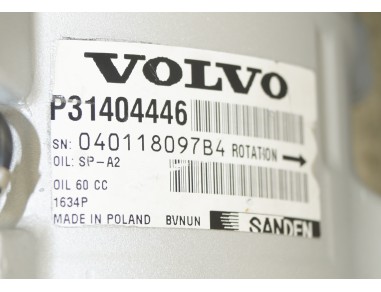 VOLVO
P31404446
SN: 040118097B4 ROTATION
OIL: SP-A2
OIL 60 CC
1634P
MADE IN POLAND BVNUN SANDEN